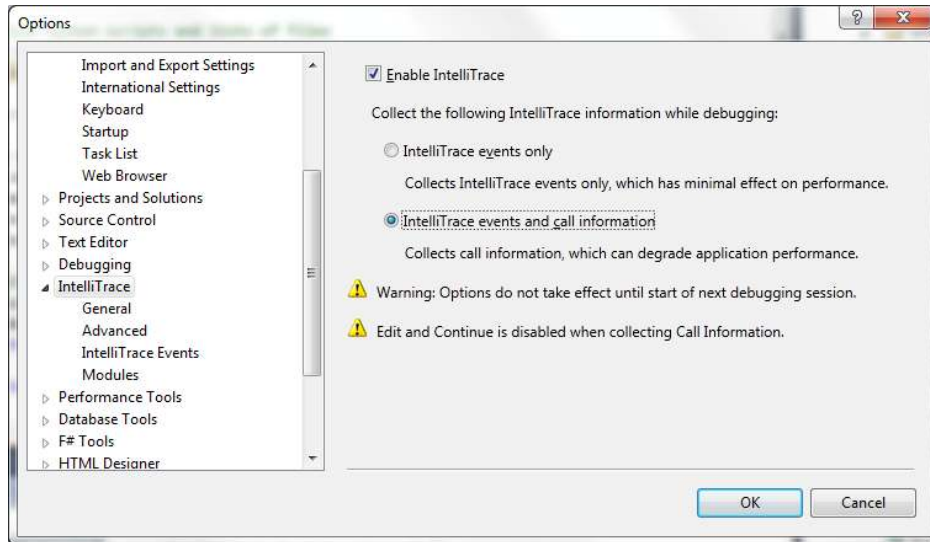 Options
Import and Export Settings
International Settings
Keyboard
Startup
Task List
Web Browser
Projects and Solutions
Source Control
Text Editor
Debugging
IntelliTrace
General
Advanced
IntelliTrace Events
Modules
Performance Tools
Database Tools
F# Tools
HTML Designer
Enable IntelliTrace
Collect the following IntelliTrace information while debugging:
IntelliTrace events only
Collects IntelliTrace events only, which has minimal effect on performance.
IntelliTrace events and call information
Collects call information, which can degrade application performance.
Warning: Options do not take effect until start of next debugging session.
Edit and Continue is disabled when collecting Call Information.
OK
Cancel